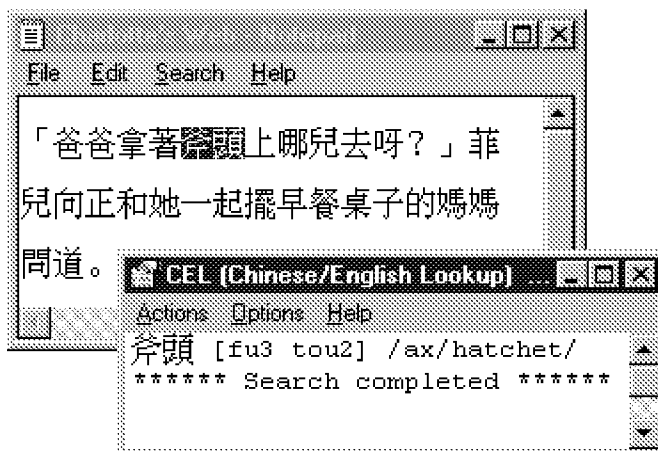 File Edit Search Help
「爸爸拿著斧頭上哪兒去呀？」菲
兒向正和她一起擺早餐桌子的媽媽
問道。
CEL (Chinese/English Lookup) ...
Actions Options Help
斧頭 [fu3 tou2] /ax/hatchet/
****** Search completed ******